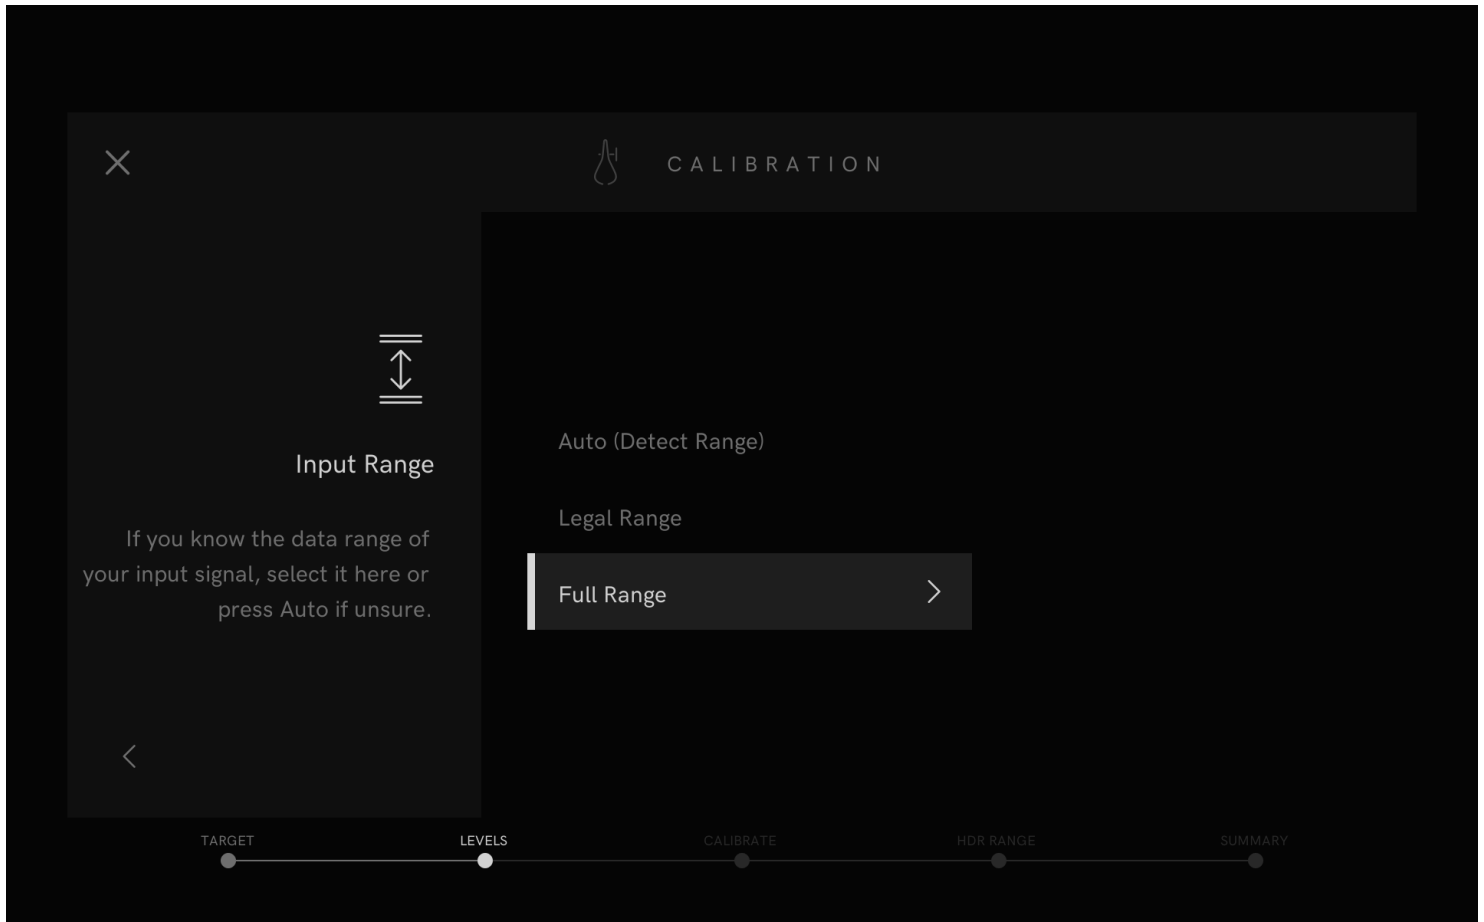 CALIBRATION
Input Range
If you know the data range of
your input signal, select it here or
press Auto if unsure.
Auto (Detect Range)
Legal Range
Full Range
TARGET
LEVELS
CALIBRATE
HDR RANGE
SUMMARY